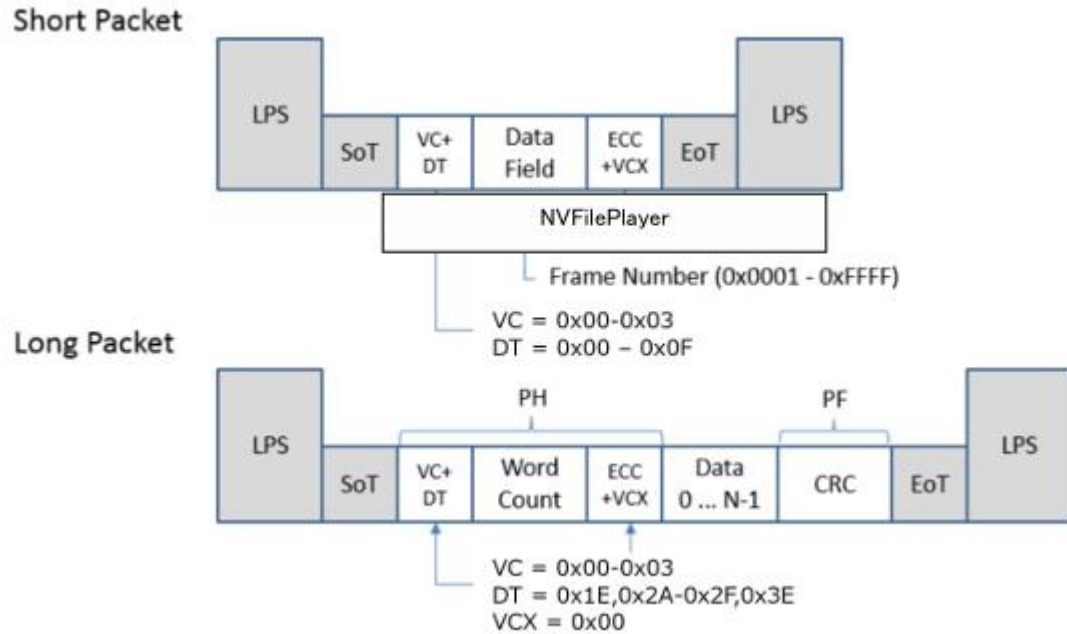 Short Packet
LPS
SoT
VC+
DT
Data
Field
ECC
+VCX
EoT
LPS
NVFilePlayer
Frame Number (0x0001 - 0xFFFF)
VC = 0x00-0x03
DT = 0x00 – 0x0F
Long Packet
PH
PF
LPS
SoT
VC+
DT
Word
Count
ECC
+VCX
Data
0 ... N-1
CRC
EoT
LPS
VC = 0x00-0x03
DT = 0x1E,0x2A-0x2F,0x3E
VCX = 0x00